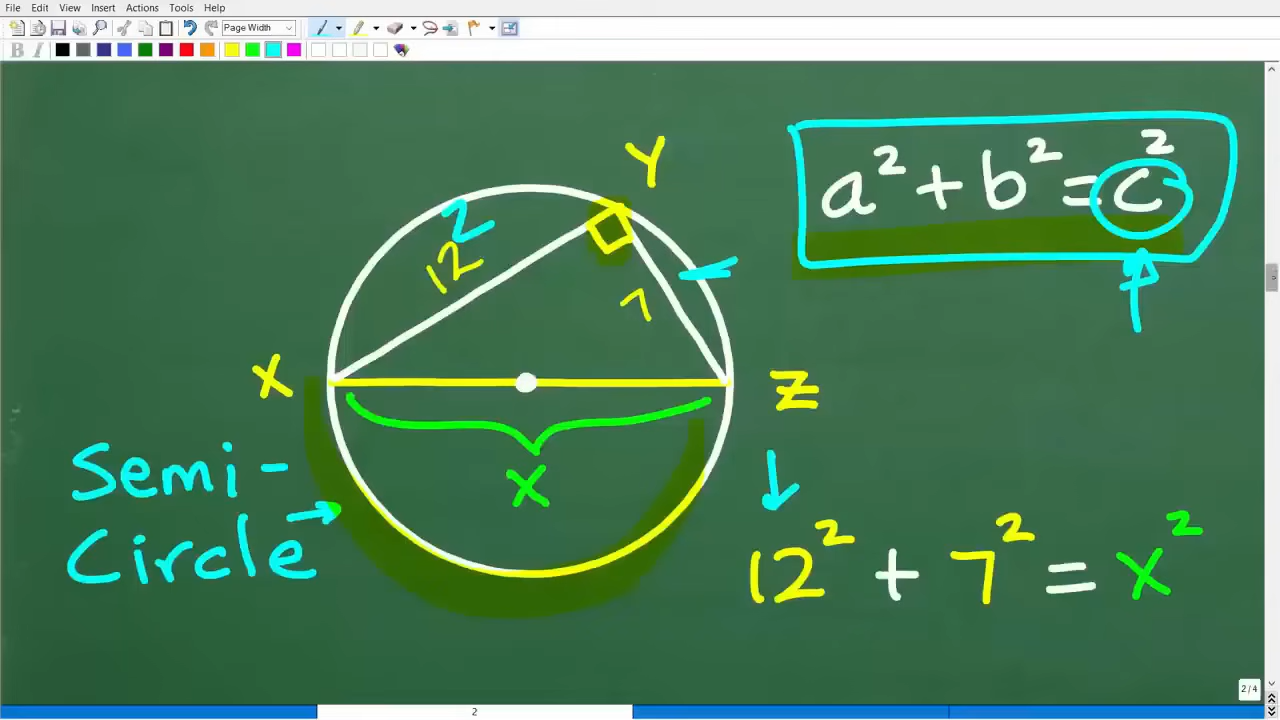 File Edit View Insert Actions Tools Help
Page Width
B I
Y
a² + b² = c²
2
12
7
X
Z
x
Semi-
Circle
12² + 7² = x²
2/4
2